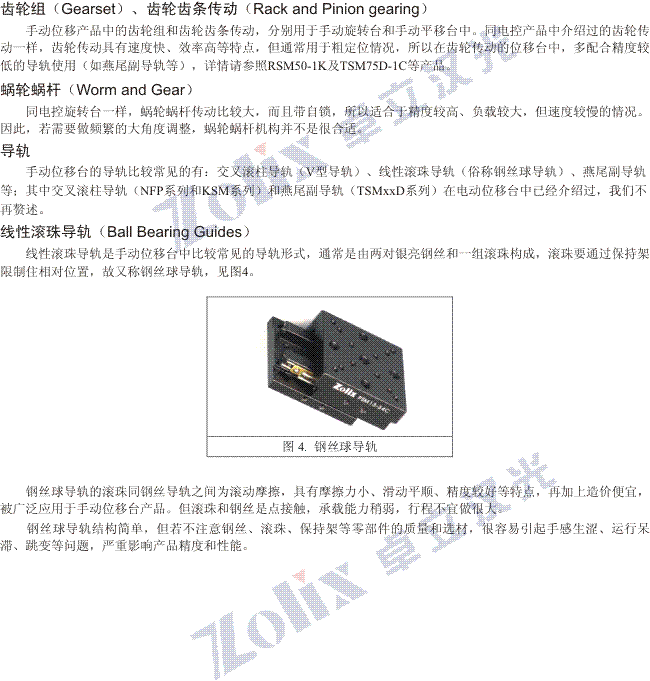 齿轮组（Gearset）、齿轮齿条传动（Rack and Pinion gearing）
手动位移产品中的齿轮组和齿轮齿条传动，分别用于手动旋转台和手动平移台中。同电控产品中介绍过的齿轮传
动一样，齿轮传动具有速度快、效率高等特点，但通常用于粗定位情况，所以在齿轮传动的位移台中，多配合精度较
低的导轨使用（如燕尾副导轨等），详情请参照RSM50-1K及TSM75D-1C等产品。
蜗轮蜗杆（Worm and Gear）
同电控旋转台一样，蜗轮蜗杆传动比较大，而且带自锁，所以适合于精度较高、负载较大，但速度较慢的情况。
因此，若需要做频繁的大角度调整，蜗轮蜗杆机构并不是很合适。
导轨
手动位移台的导轨比较常见的有：交叉滚柱导轨（V型导轨）、线性滚珠导轨（俗称钢丝球导轨）、燕尾副导轨
等；其中交叉滚柱导轨（NFP系列和KSM系列）和燕尾副导轨（TSMxxD系列）在电动位移台中已经介绍过，我们不
再赘述。
线性滚珠导轨（Ball Bearing Guides）
线性滚珠导轨是手动位移台中比较常见的导轨形式，通常是由两对银亮钢丝和一组滚珠构成，滚珠要通过保持架
限制住相对位置，故又称钢丝球导轨，见图4。
Zolix
图 4. 钢丝球导轨
钢丝球导轨的滚珠同钢丝导轨之间为滚动摩擦，具有摩擦力小、滑动平顺、精度较好等特点，再加上造价便宜，
被广泛应用于手动位移台产品。但滚珠和钢丝是点接触，承载能力稍弱，行程不宜做很大。
钢丝球导轨结构简单，但若不注意钢丝、滚珠、保持架等零部件的质量和选材，很容易引起手感生涩、运行呆
滞、跳变等问题，严重影响产品精度和性能。
Zolix 卓立汉光
Zolix 卓立汉光